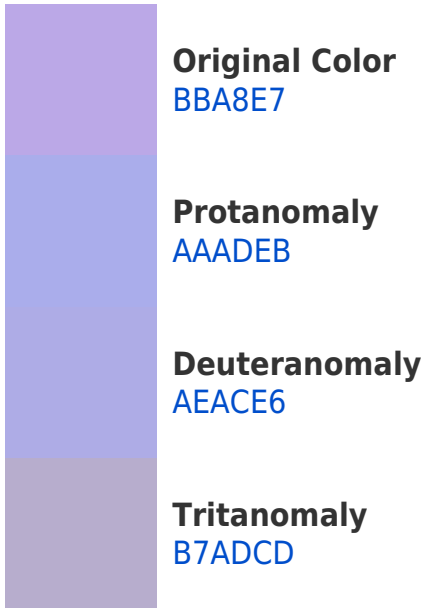 Original Color
BBA8E7
Protanomaly
AAADEB
Deuteranomaly
AEACE6
Tritanomaly
B7ADCD